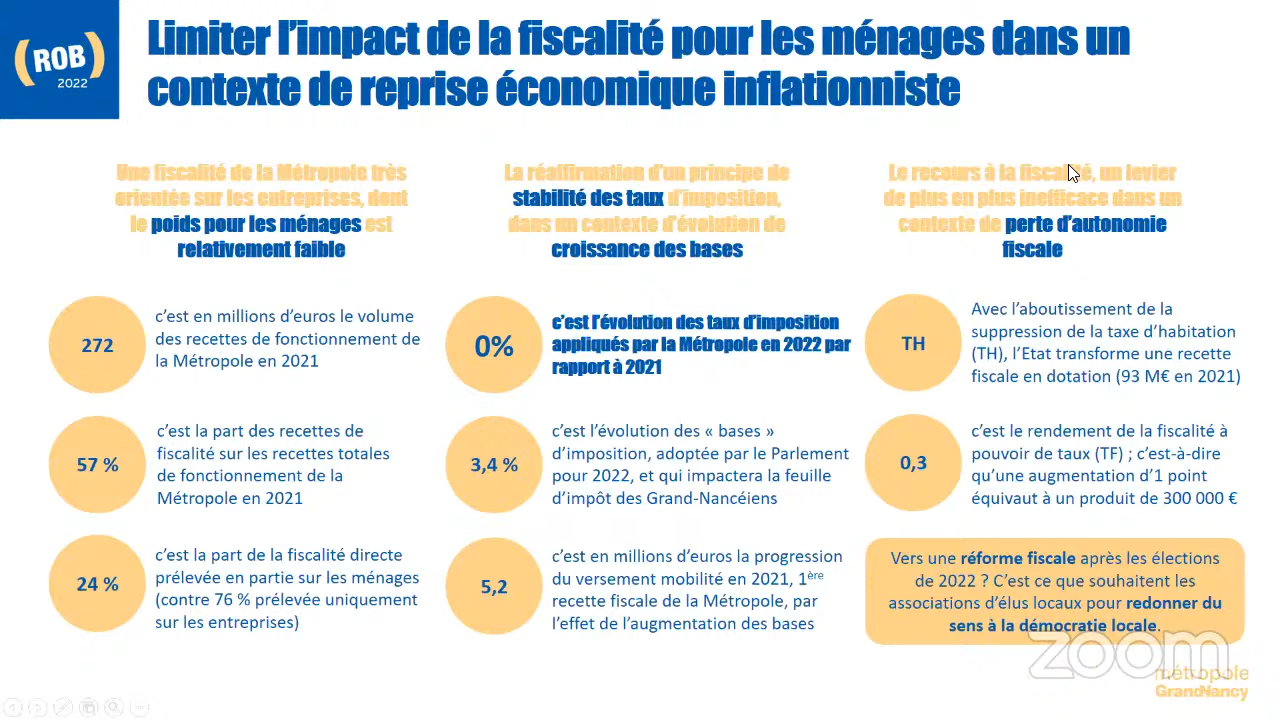 (ROB)
2022
Limiter l’impact de la fiscalité pour les ménages dans un
contexte de reprise économique inflationniste
Une fiscalité de la Métropole très
orientée sur les entreprises, dont
le poids pour les ménages est
relativement faible
272
c’est en millions d’euros le volume
des recettes de fonctionnement de
la Métropole en 2021
57 %
c’est la part des recettes de
fiscalité sur les recettes totales
de fonctionnement de la
Métropole en 2021
24 %
c’est la part de la fiscalité directe
prélevée en partie sur les ménages
(contre 76 % prélevée uniquement
sur les entreprises)
La réaffirmation d’un principe de
stabilité des taux d’imposition,
dans un contexte d’évolution de
croissance des bases
0%
c’est l’évolution des taux d’imposition
appliqués par la Métropole en 2022 par
rapport à 2021
3,4 %
c’est l’évolution des « bases »
d’imposition, adoptée par le Parlement
pour 2022, et qui impactera la feuille
d’impôt des Grand-Nancéiens
5,2
c’est en millions d’euros la progression
du versement mobilité en 2021, 1ère
recette fiscale de la Métropole, par
l’effet de l’augmentation des bases
Le recours à la fiscalité, un levier
de plus en plus inefficace dans un
contexte de perte d’autonomie
fiscale
TH
Avec l’aboutissement de la
suppression de la taxe d’habitation
(TH), l’Etat transforme une recette
fiscale en dotation (93 M€ en 2021)
0,3
c’est le rendement de la fiscalité à
pouvoir de taux (TF) ; c’est-à-dire
qu’une augmentation d’1 point
équivaut à un produit de 300 000 €
Vers une réforme fiscale après les élections
de 2022 ? C’est ce que souhaitent les
associations d’élus locaux pour redonner du
sens à la démocratie locale.
zoom
métropole
GrandNancy